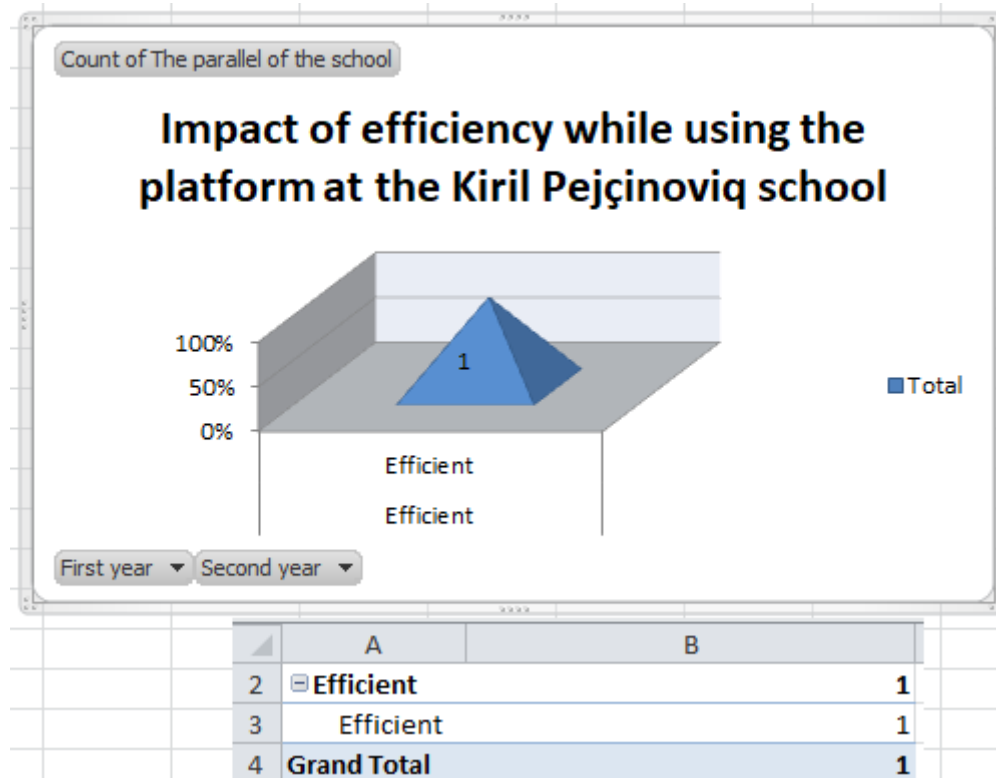 Count of The parallel of the school
Impact of efficiency while using the
platform at the Kiril Pejçinoviq school
100%
50%
0%
1
Total
Efficient
Efficient
First year Second year
A B
2 Efficient 1
3 Efficient 1
4 Grand Total 1